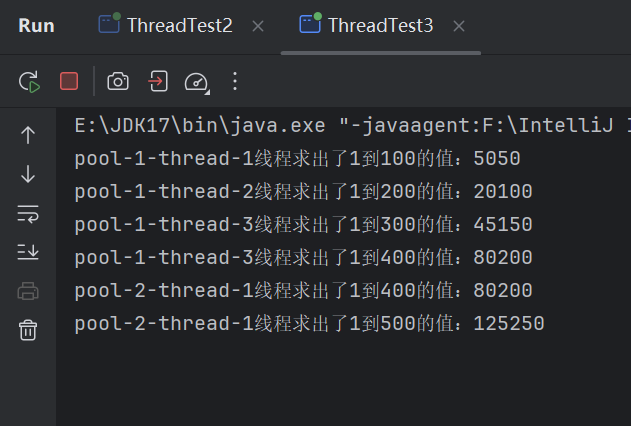 Run ThreadTest2 ThreadTest3
E:\JDK17\bin\java.exe "-javaagent:F:\IntelliJ
pool-1-thread-1线程求出了1到100的值：5050
pool-1-thread-2线程求出了1到200的值：20100
pool-1-thread-3线程求出了1到300的值：45150
pool-1-thread-3线程求出了1到400的值：80200
pool-2-thread-1线程求出了1到400的值：80200
pool-2-thread-1线程求出了1到500的值：125250